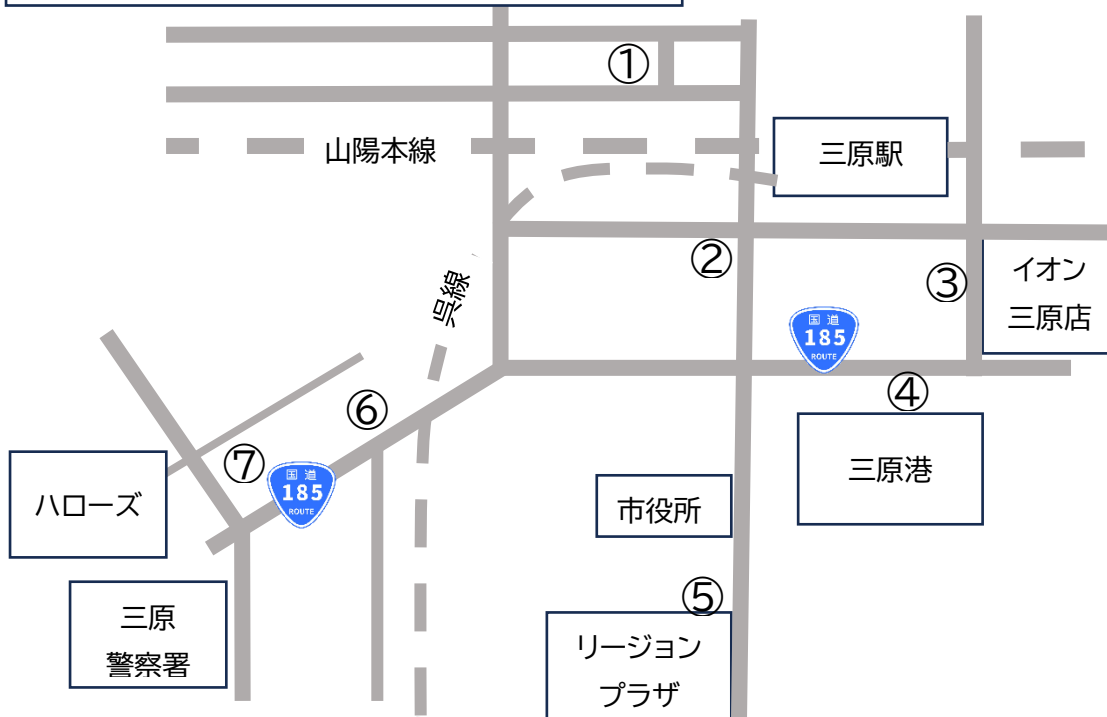 ①
山陽本線
三原駅
②
③
イオン
三原店
呉線
国道
185
ROUTE
④
⑥
三原港
⑦
国道
185
ROUTE
ハローズ
市役所
⑤
三原
警察署
リージョン
プラザ